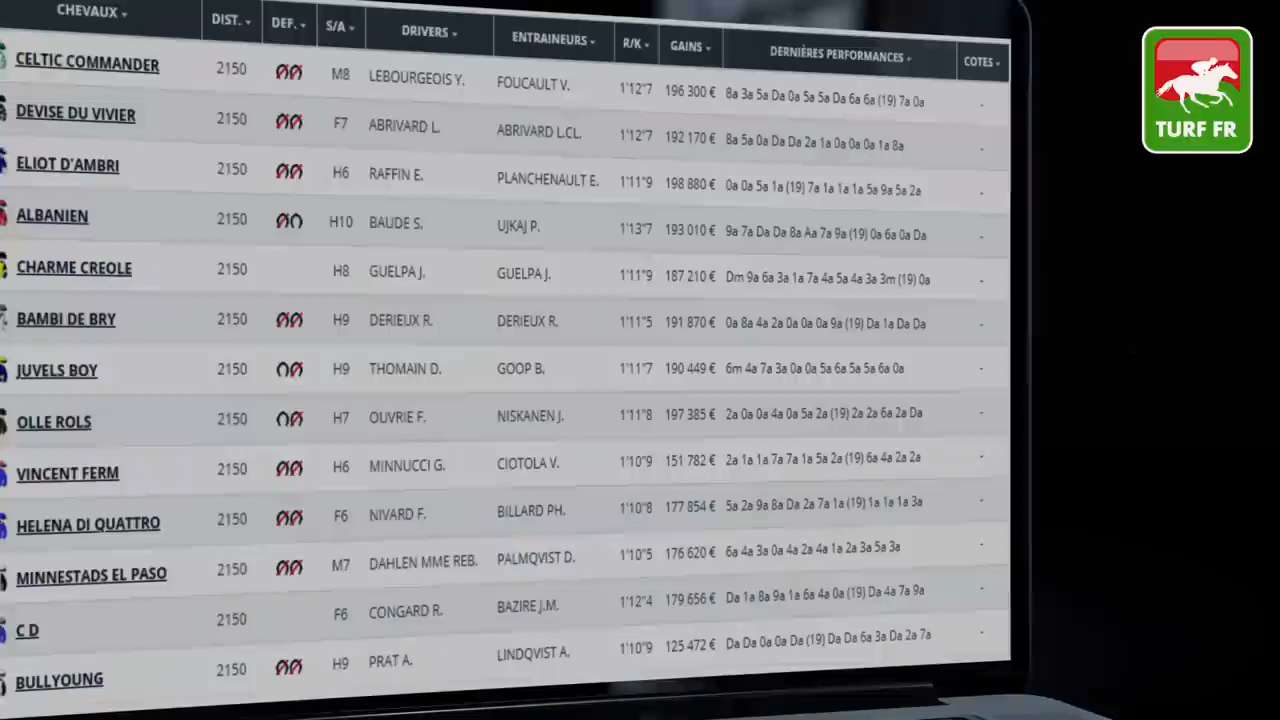 CHEVAUX DIST. DEF. S/A DRIVERS ENTRAINEURS R/K GAINS DERNIÈRES PERFORMANCES COTES
CELTIC COMMANDER 2150 M8 LEBOURGEOIS Y. FOUCAULT V. 1'12"7 196 300 € 8a 3a 5a Da 0a 5a 5a Da 6a 6a (19) 7a 0a -
DEVISE DU VIVIER 2150 F7 ABRIVARD L. ABRIVARD L.CL. 1'12"7 192 170 € 8a 5a 0a Da Da 2a 1a 0a 0a 0a 1a 8a -
ELIOT D'AMBRI 2150 H6 RAFFIN E. PLANCHENAULT E. 1'11"9 198 880 € 0a 0a 5a 1a (19) 7a 1a 1a 1a 5a 9a 5a 2a -
ALBANIEN 2150 H10 BAUDE S. UJKAJ P. 1'13"7 193 010 € 9a 7a Da Da 8a Aa 7a 9a (19) 0a 6a 0a Da -
CHARME CREOLE 2150 H8 GUELPA J. GUELPA J. 1'11"9 187 210 € Dm 9a 6a 3a 1a 7a 4a 5a 4a 3a 3m (19) 0a -
BAMBI DE BRY 2150 H9 DERIEUX R. DERIEUX R. 1'11"5 191 870 € 0a 8a 4a 2a 0a 0a 0a 9a (19) Da 1a Da Da -
JUVELS BOY 2150 H9 THOMAIN D. GOOP B. 1'11"7 190 449 € 6m 4a 7a 3a 0a 0a 5a 6a 5a 5a 6a 0a -
OLLE ROLS 2150 H7 OUVRIE F. NISKANEN J. 1'11"8 197 385 € 2a 0a 0a 4a 0a 5a 2a (19) 2a 2a 6a 2a Da -
VINCENT FERM 2150 H6 MINNUCCI G. CIOTOLA V. 1'10"9 151 782 € 2a 1a 1a 7a 7a 1a 5a 2a (19) 6a 4a 2a 2a -
HELENA DI QUATTRO 2150 F6 NIVARD F. BILLARD PH. 1'10"8 177 854 € 5a 2a 9a 8a Da 2a 7a 1a (19) 1a 1a 1a 3a -
MINNESTADS EL PASO 2150 M7 DAHLEN MME REB. PALMQVIST D. 1'10"5 176 620 € 6a 4a 3a 0a 4a 2a 4a 1a 2a 3a 5a 3a -
C D 2150 F6 CONGARD R. BAZIRE J.M. 1'12"4 179 656 € Da 1a 8a 9a 1a 6a 4a 0a (19) Da 4a 7a 9a -
BULLYOUNG 2150 H9 PRAT A. LINDQVIST A. 1'10"9 125 472 € Da Da 0a 0a Da (19) Da Da 6a 3a Da 2a 7a -
TURF FR